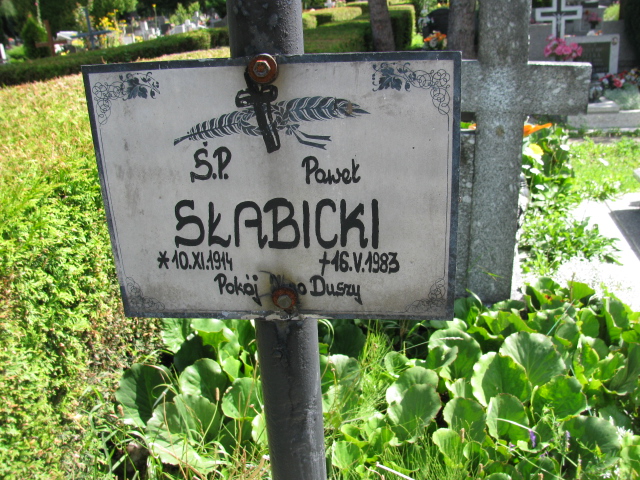 Ś.P. Paweł
SŁABICKI
*10.XI.1914 †16.V.1983
Pokój Duszy